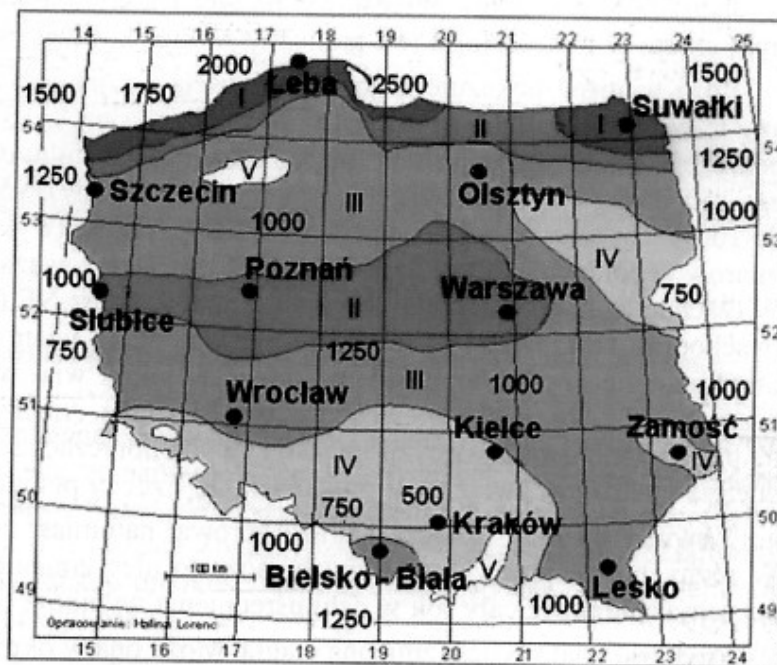 14 15 16 17 18 19 20 21 22 23 24 25
2000
2500
1500
1500 1750
Łeba
I
Suwałki
I
II
54
54
1250
1250
V
Szczecin
Olsztyn
III
53
1000
1000
53
IV
1000
Poznań
750
Warszawa
II
52
Słubice
52
1250
750
III
Wrocław
1000
1000
51
51
Kielce
Zamość
IV
IV
50
750
500
50
Kraków
1000
V
100 km
Bielsko – Biała
Lesko
49
1250
1000
49
Opracowanie: Halina Lorenc
15 16 17 18 19 20 21 22 23 24